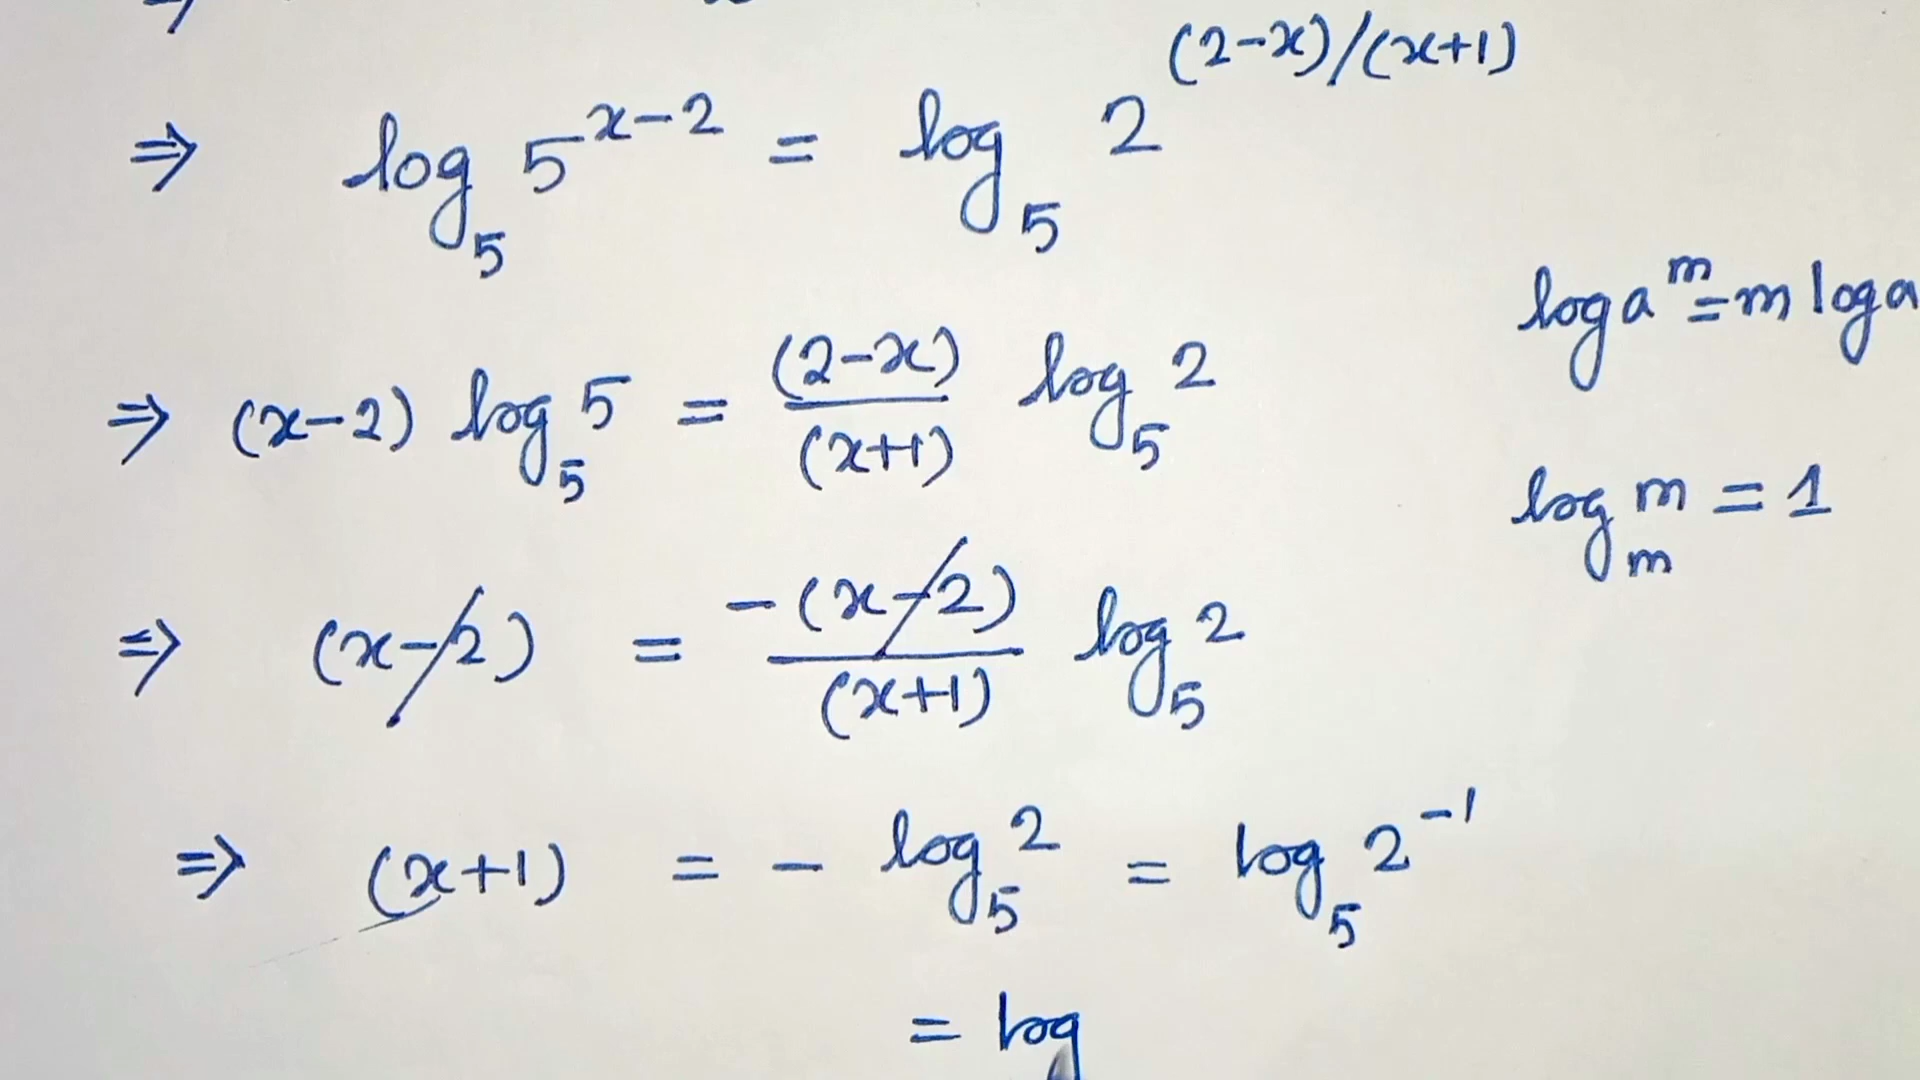 ⇒ log₅ 5^(x-2) = log₅ 2^((2-x)/(x+1))
⇒ (x-2) log₅ 5 = (2-x)/(x+1) log₅ 2
log a^m = m log a
log_m m = 1
⇒ (x-2) = -(x-2)/(x+1) log₅ 2
⇒ (x+1) = - log₅ 2 = log₅ 2^-1
= log